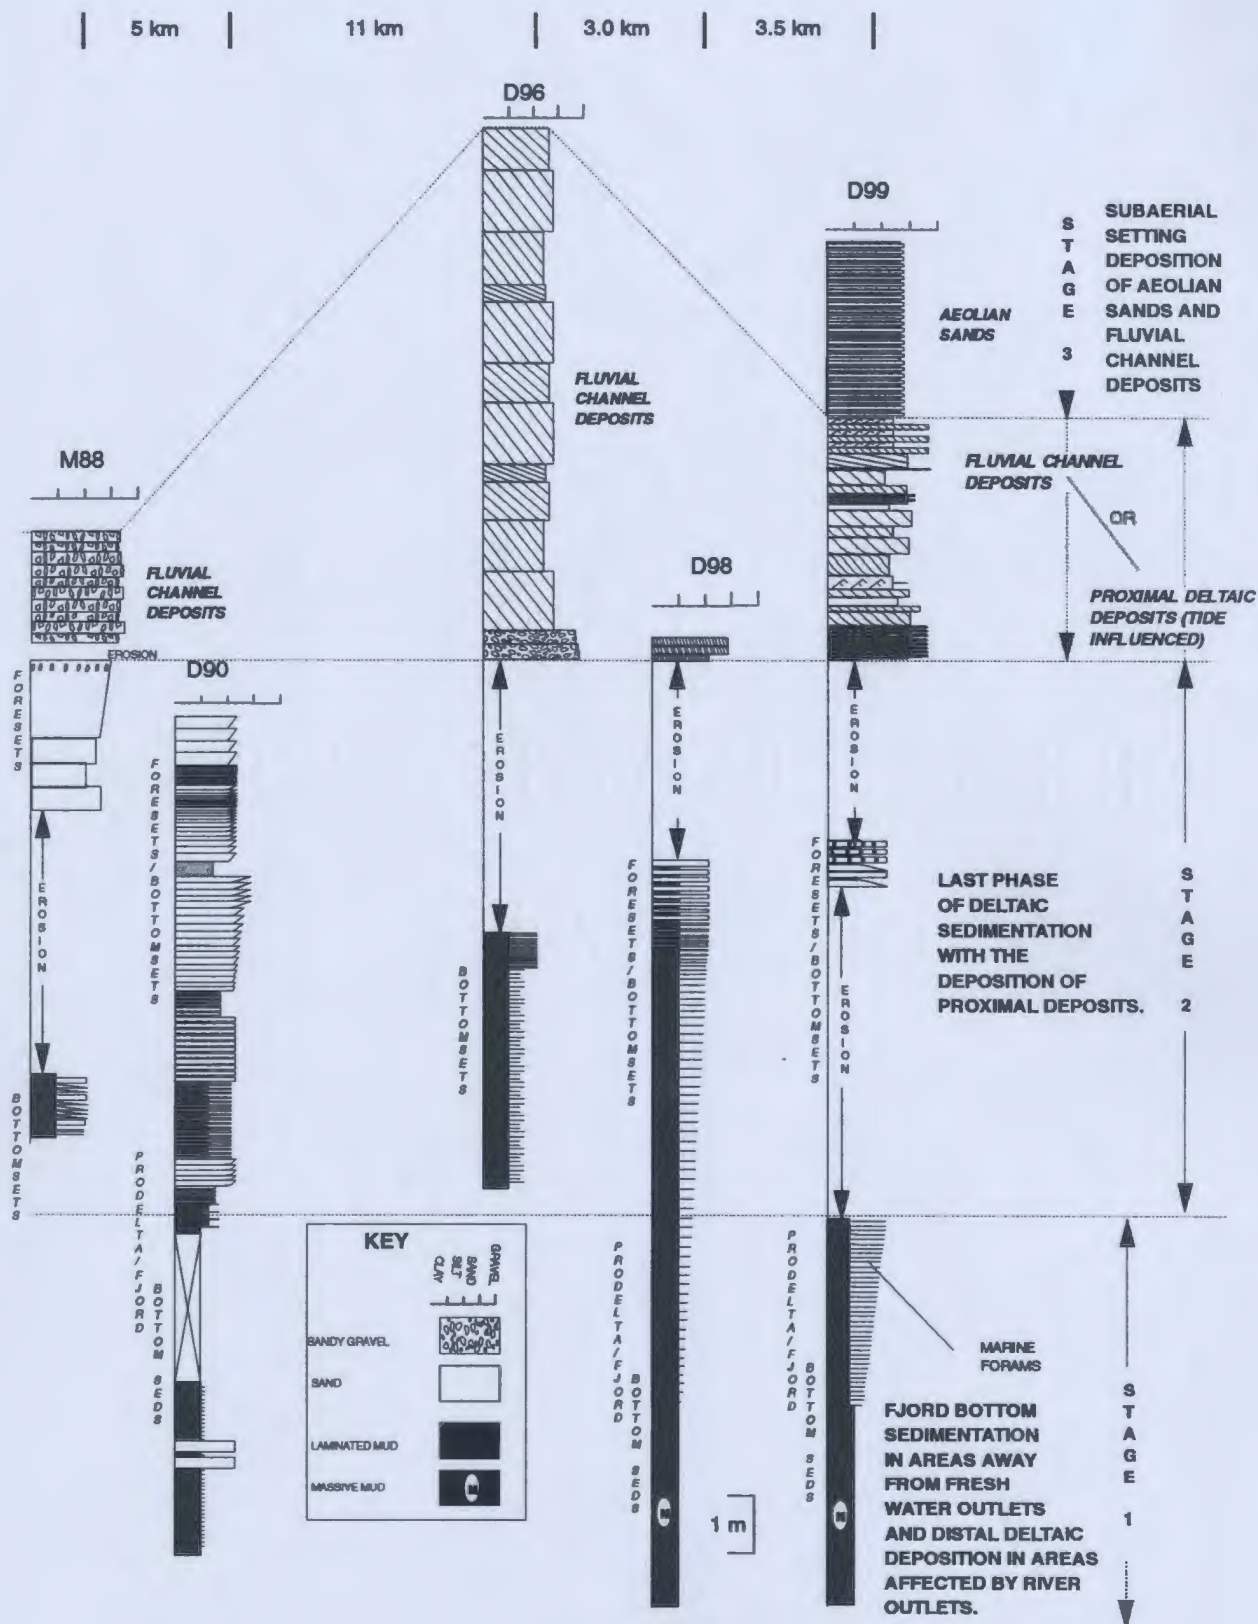 5 km
11 km
3.0 km
3.5 km
D96
D99
S T A G E 3
SUBAERIAL
SETTING
DEPOSITION
OF AEOLIAN
SANDS AND
FLUVIAL
CHANNEL
DEPOSITS
AEOLIAN
SANDS
FLUVIAL
CHANNEL
DEPOSITS
M88
FLUVIAL CHANNEL
DEPOSITS
OR
PROXIMAL DELTAIC
DEPOSITS (TIDE
INFLUENCED)
FLUVIAL
CHANNEL
DEPOSITS
D98
EROSION
D90
FORESETS
EROSION
BOTTOMSETS
FORESETS/BOTTOMSETS
PRODELTA/FJORD
BOTTOM SEDS
EROSION
BOTTOMSETS
EROSION
FORESETS/BOTTOMSETS
PRODELTA/FJORD
BOTTOM SEDS
EROSION
FORESETS/BOTTOMSETS
EROSION
PRODELTA/FJORD
BOTTOM SEDS
LAST PHASE
OF DELTAIC
SEDIMENTATION
WITH THE
DEPOSITION OF
PROXIMAL DEPOSITS.
STAGE 2
KEY
CLAY
SILT
SAND
GRAVEL
SANDY GRAVEL
SAND
LAMINATED MUD
MASSIVE MUD
M
M
M
1 m
MARINE
FORAMS
FJORD BOTTOM
SEDIMENTATION
IN AREAS AWAY
FROM FRESH
WATER OUTLETS
AND DISTAL DELTAIC
DEPOSITION IN AREAS
AFFECTED BY RIVER
OUTLETS.
STAGE 1